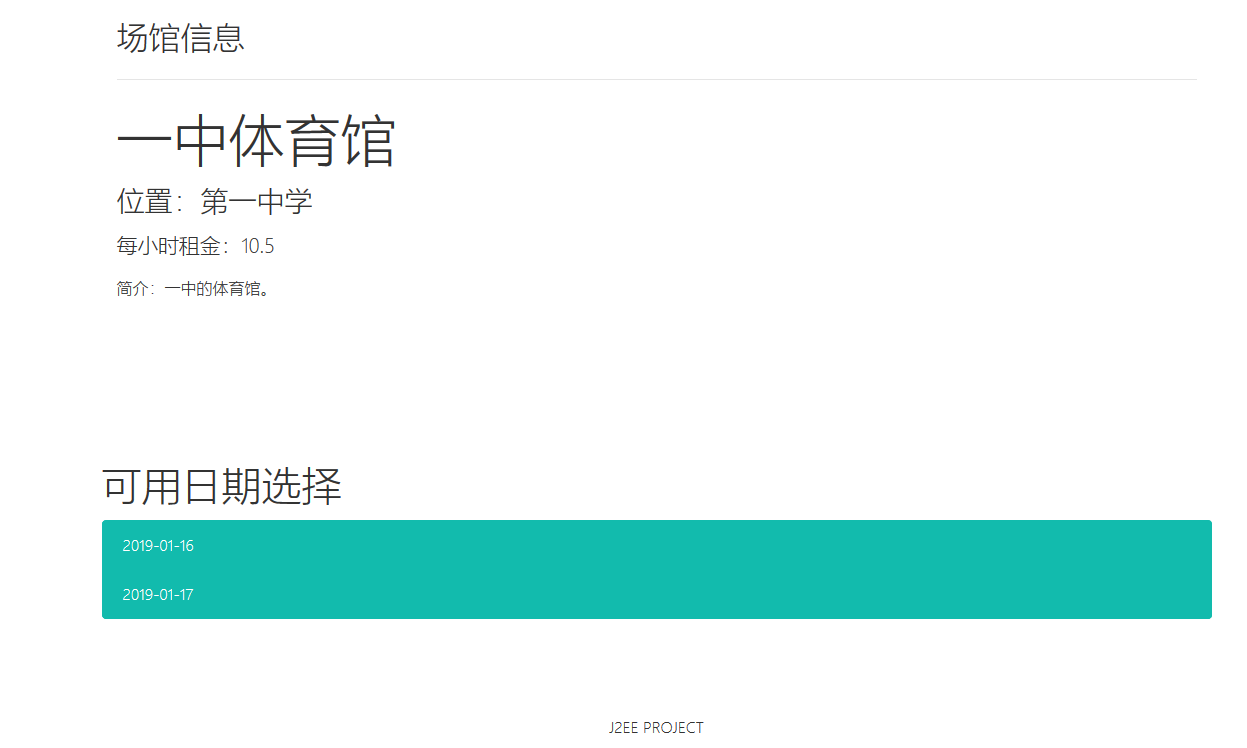 场馆信息
一中体育馆
位置：第一中学
每小时租金：10.5
简介：一中的体育馆。
可用日期选择
2019-01-16
2019-01-17
J2EE PROJECT